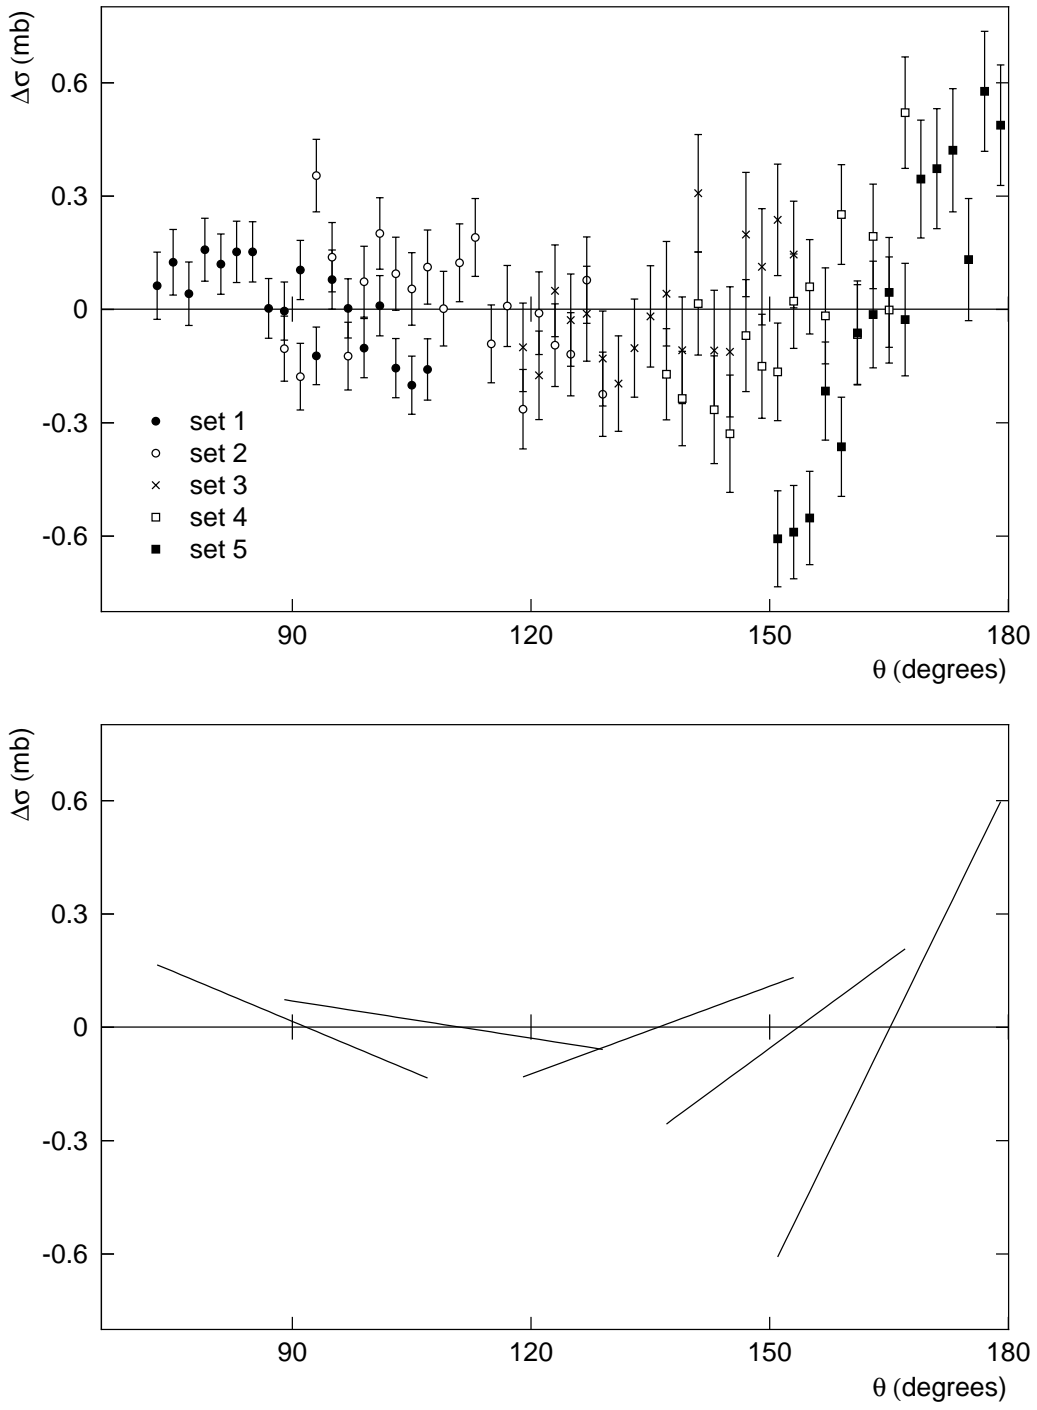 Δσ (mb)
0.6
0.3
0
-0.3
-0.6
set 1
set 2
set 3
set 4
set 5
90 120 150 180
θ (degrees)
Δσ (mb)
0.6
0.3
0
-0.3
-0.6
90 120 150 180
θ (degrees)